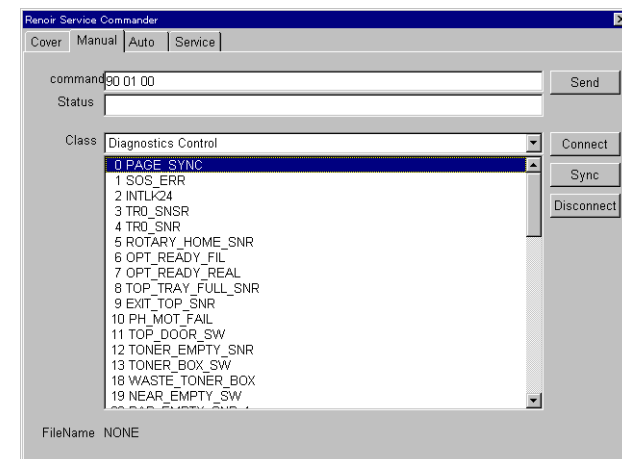 Renoir Service Commander
Cover Manual Auto Service
command 90 01 00 Send
Status
Class Diagnostics Control Connect
0 PAGE_SYNC
1 SOS_ERR
Sync
2 INTLK24
3 TR0_SNSR
Disconnect
4 TR0_SNR
5 ROTARY_HOME_SNR
6 OPT_READY_FIL
7 OPT_READY_REAL
8 TOP_TRAY_FULL_SNR
9 EXIT_TOP_SNR
10 PH_MOT_FAIL
11 TOP_DOOR_SW
12 TONER_EMPTY_SNR
13 TONER_BOX_SW
18 WASTE_TONER_BOX
19 NEAR_EMPTY_SW
FileName NONE